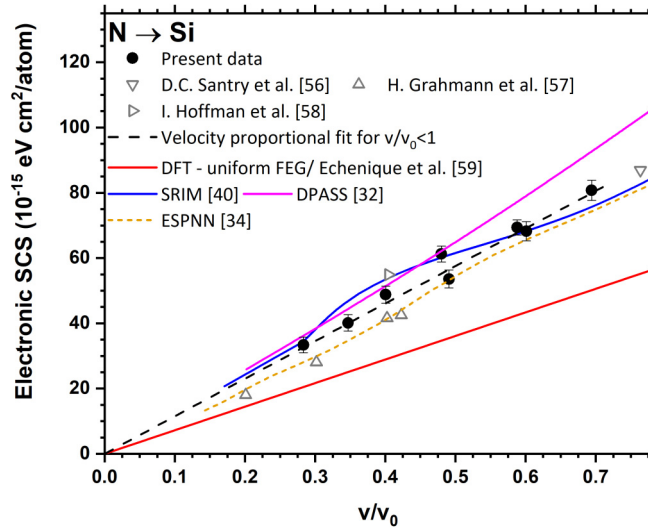 N → Si
Present data
D.C. Santry et al. [56] H. Grahmann et al. [57]
I. Hoffman et al. [58]
Velocity proportional fit for v/v₀<1
DFT - uniform FEG/ Echenique et al. [59]
SRIM [40] DPASS [32]
ESPNN [34]
Electronic SCS (10⁻¹⁵ eV cm²/atom)
120
100
80
60
40
20
0
0.0 0.1 0.2 0.3 0.4 0.5 0.6 0.7
v/v₀